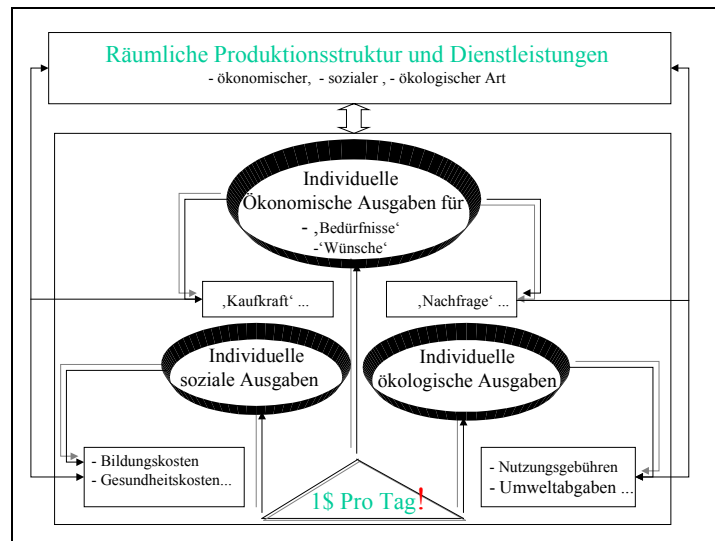 Räumliche Produktionsstruktur und Dienstleistungen
- ökonomischer, - sozialer , - ökologischer Art
Individuelle
Ökonomische Ausgaben für
- ‚Bedürfnisse‘
-‘Wünsche‘
‚Kaufkraft‘ ...
‚Nachfrage‘ ...
Individuelle
soziale Ausgaben
Individuelle
ökologische Ausgaben
- Bildungskosten
- Gesundheitskosten...
- Nutzungsgebühren
- Umweltabgaben ...
1$ Pro Tag!